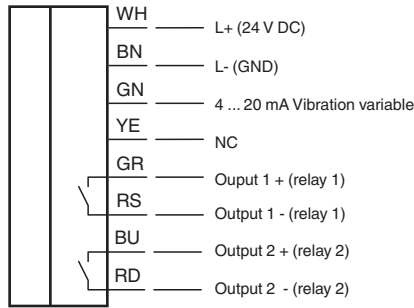 WH L+ (24 V DC)
BN L- (GND)
GN 4 ... 20 mA Vibration variable
YE NC
GR Ouput 1 + (relay 1)
RS Output 1 - (relay 1)
BU Output 2 + (relay 2)
RD Output 2 - (relay 2)